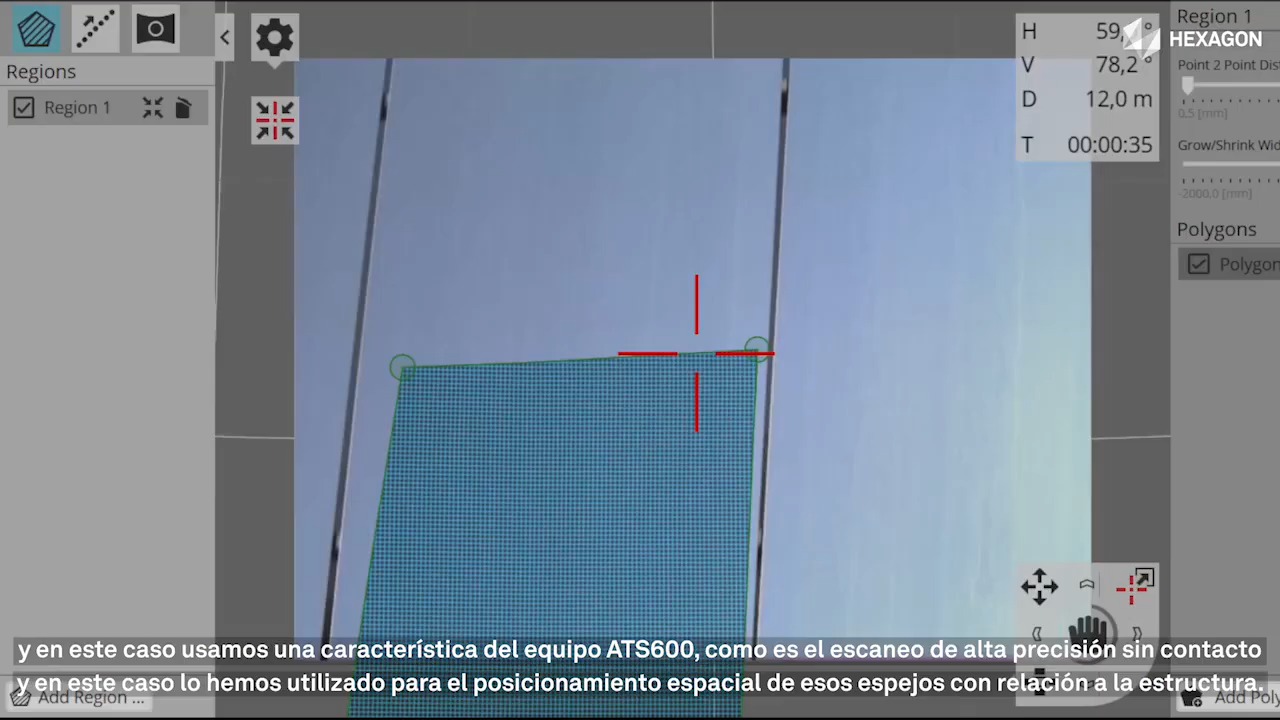 Regions
Region 1
H 59, °
V 78,2 °
D 12,0 m
T 00:00:35
HEXAGON
Region 1
Point 2 Point Dis
0.5 [mm]
Grow/Shrink Wid
-2000.0 [mm]
Polygons
Polygon
y en este caso usamos una característica del equipo ATS600, como es el escaneo de alta precisión sin contacto
y en este caso lo hemos utilizado para el posicionamiento espacial de esos espejos con relación a la estructura.
Add Region ...
Add Poly